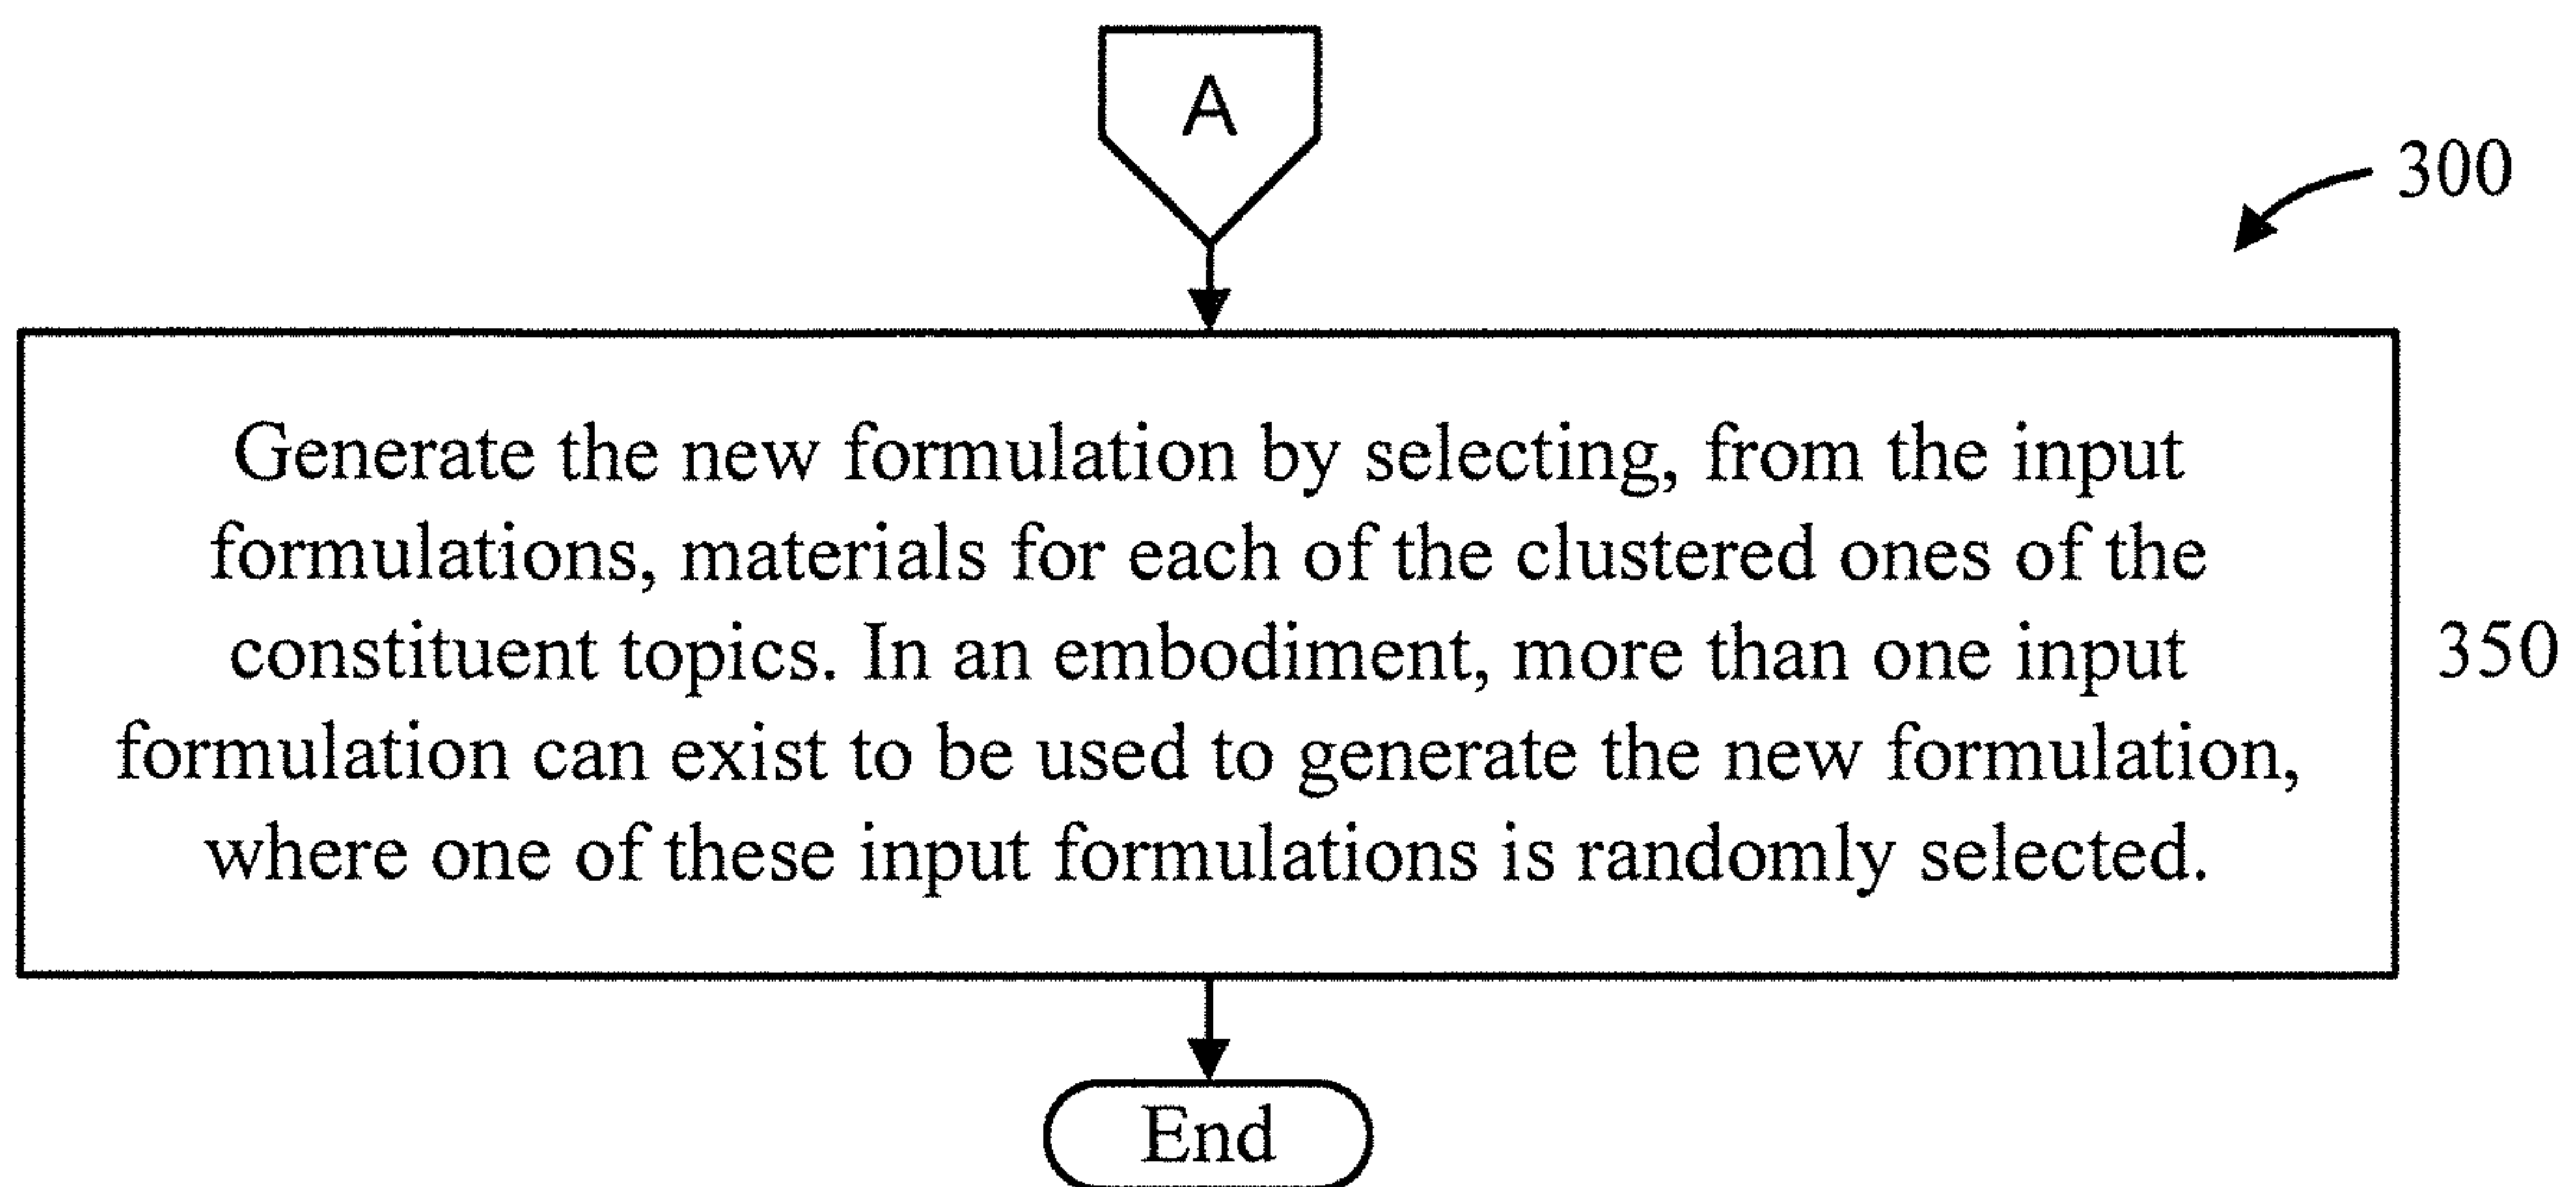 A
300
Generate the new formulation by selecting, from the input
formulations, materials for each of the clustered ones of the
constituent topics. In an embodiment, more than one input
350
formulation can exist to be used to generate the new formulation,
where one of these input formulations is randomly selected.
End